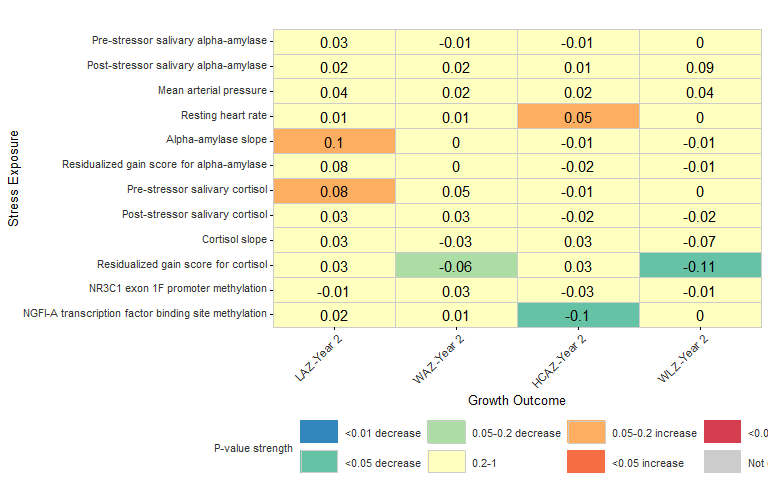 Pre-stressor salivary alpha-amylase 0.03 -0.01 -0.01 0
Post-stressor salivary alpha-amylase 0.02 0.02 0.01 0.09
Mean arterial pressure 0.04 0.02 0.02 0.04
Resting heart rate 0.01 0.01 0.05 0
Alpha-amylase slope 0.1 0 -0.01 -0.01
Residualized gain score for alpha-amylase 0.08 0 -0.02 -0.01
Pre-stressor salivary cortisol 0.08 0.05 -0.01 0
Post-stressor salivary cortisol 0.03 0.03 -0.02 -0.02
Cortisol slope 0.03 -0.03 0.03 -0.07
Residualized gain score for cortisol 0.03 -0.06 0.03 -0.11
NR3C1 exon 1F promoter methylation -0.01 0.03 -0.03 -0.01
NGFI-A transcription factor binding site methylation 0.02 0.01 -0.1 0
Stress Exposure
LAZ-Year 2 WAZ-Year 2 HCAZ-Year 2 WLZ-Year 2
Growth Outcome
P-value strength
<0.01 decrease 0.05-0.2 decrease 0.05-0.2 increase <0.0
<0.05 decrease 0.2-1 <0.05 increase Not